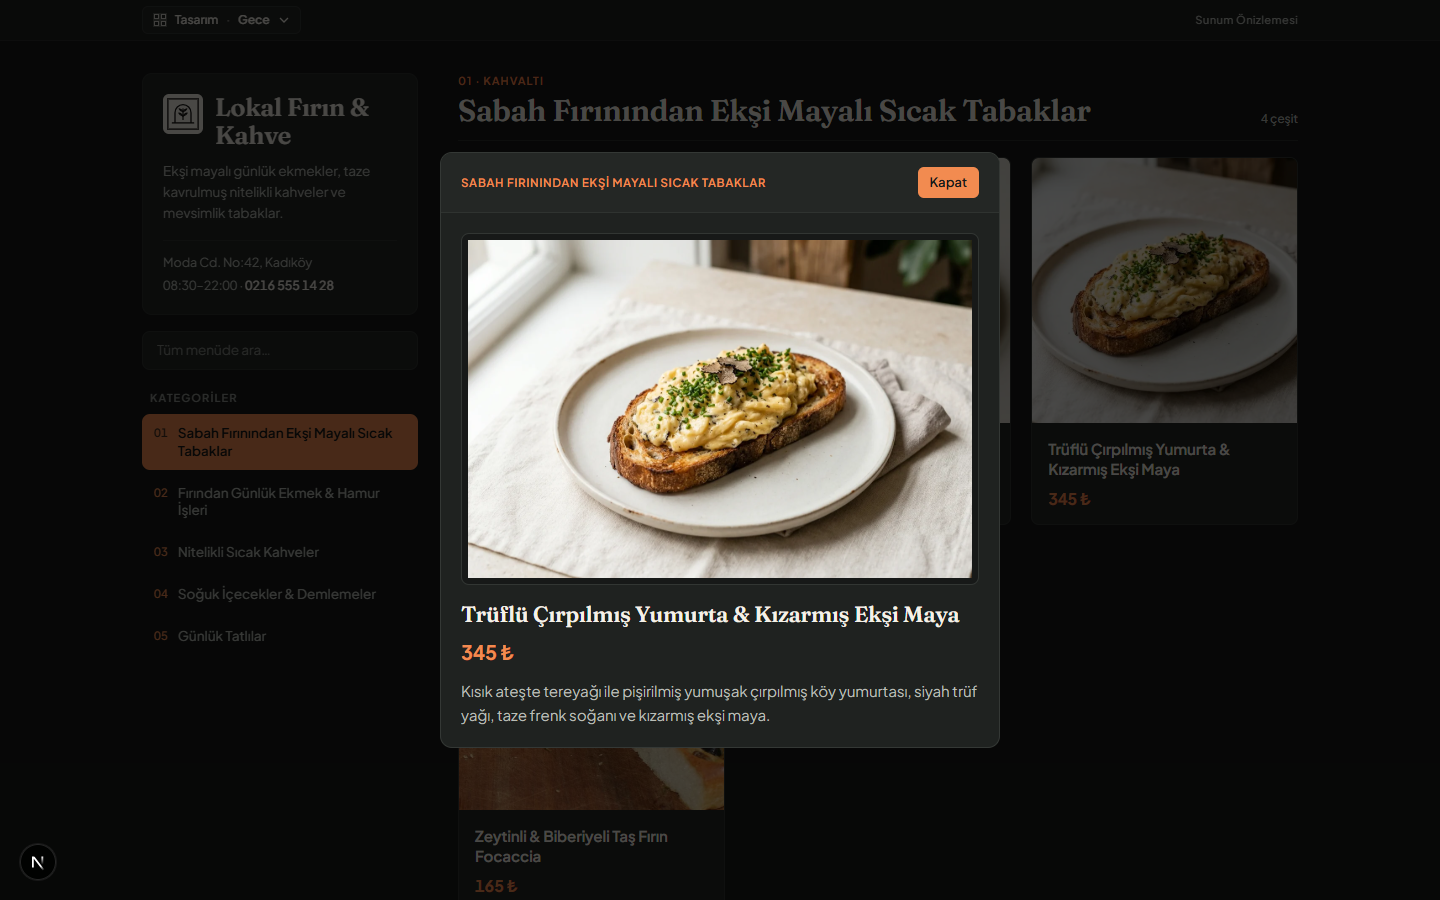 Tasarım · Gece
Sunum Önizlemesi
Lokal Fırın &
Kahve
Ekşi mayalı günlük ekmekler, taze
kavrulmuş nitelikli kahveler ve
mevsimlik tabaklar.
Moda Cd. No:42, Kadıköy
08:30–22:00 · 0216 555 14 28
Tüm menüde ara...
KATEGORİLER
01 Sabah Fırınından Ekşi Mayalı Sıcak
Tabaklar
02 Fırından Günlük Ekmek & Hamur
İşleri
03 Nitelikli Sıcak Kahveler
04 Soğuk İçecekler & Demlemeler
05 Günlük Tatlılar
01 · KAHVALTI
Sabah Fırınından Ekşi Mayalı Sıcak Tabaklar
4 çeşit
SABAH FIRININDAN EKŞİ MAYALI SICAK TABAKLAR
Kapat
Trüflü Çırpılmış Yumurta & Kızarmış Ekşi Maya
345 ₺
Kısık ateşte tereyağı ile pişirilmiş yumuşak çırpılmış köy yumurtası, siyah trüf
yağı, taze frenk soğanı ve kızarmış ekşi maya.
Trüflü Çırpılmış Yumurta &
Kızarmış Ekşi Maya
345 ₺
Zeytinli & Biberiyeli Taş Fırın
Focaccia
165 ₺
N